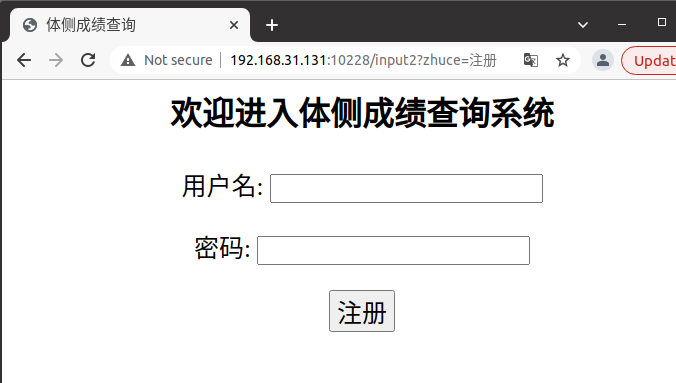 体侧成绩查询
Not secure 192.168.31.131:10228/input2?zhuce=注册
Updat
欢迎进入体侧成绩查询系统
用户名:
密码:
注册